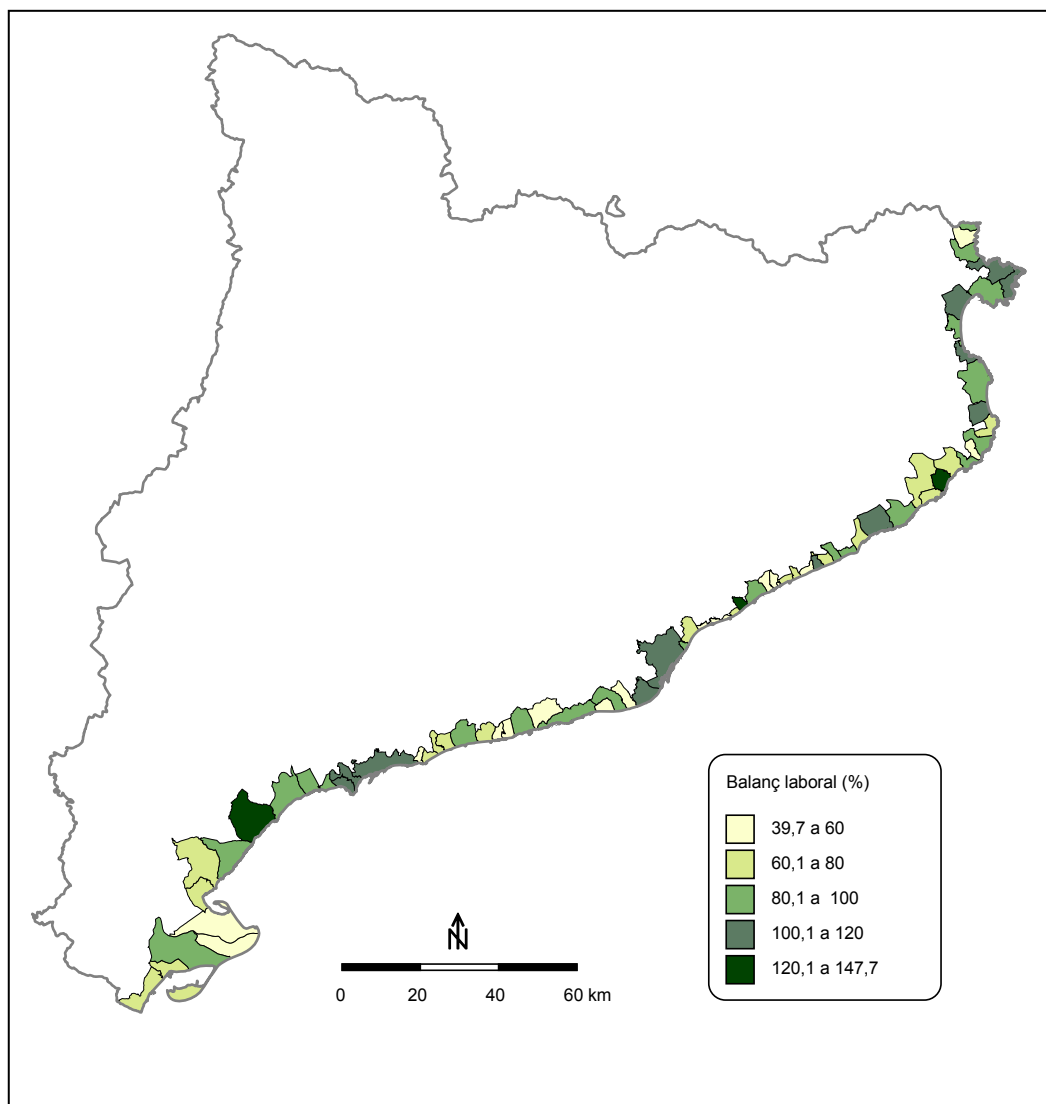 Balanç laboral (%)
39,7 a 60
60,1 a 80
80,1 a 100
100,1 a 120
120,1 a 147,7
N
0 20 40 60 km